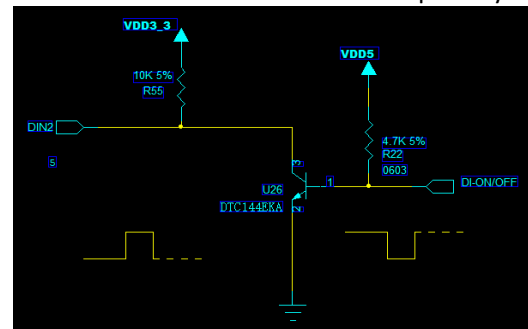 VDD3_3
VDD5
10K 5%
R55
DIN2
4.7K 5%
R22
0603
5
3
U26
1
DI-ON/OFF
DTC144EKA
2